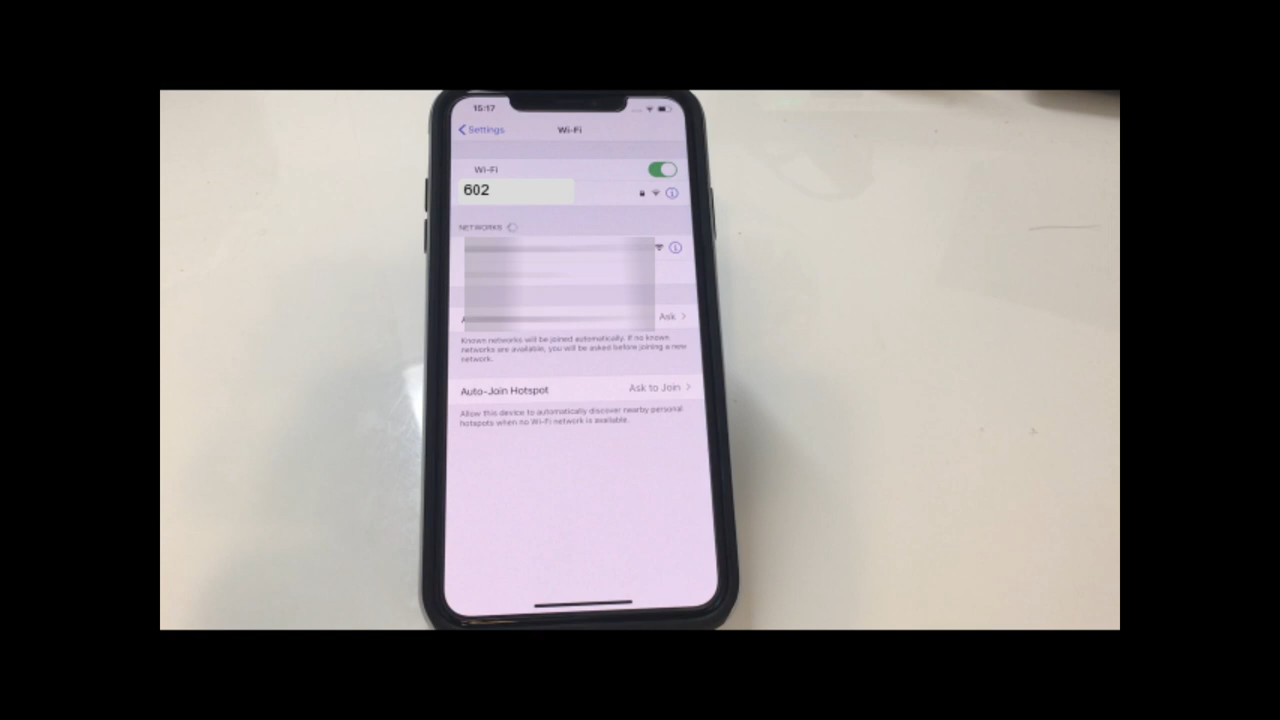 15:17
Settings
Wi-Fi
Wi-Fi
602
NETWORKS
Ask
Known networks will be joined automatically. If no known
networks are available, you will be asked before joining a new
network.
Auto-Join Hotspot Ask to Join
Allow this device to automatically discover nearby personal
hotspots when no Wi-Fi network is available.